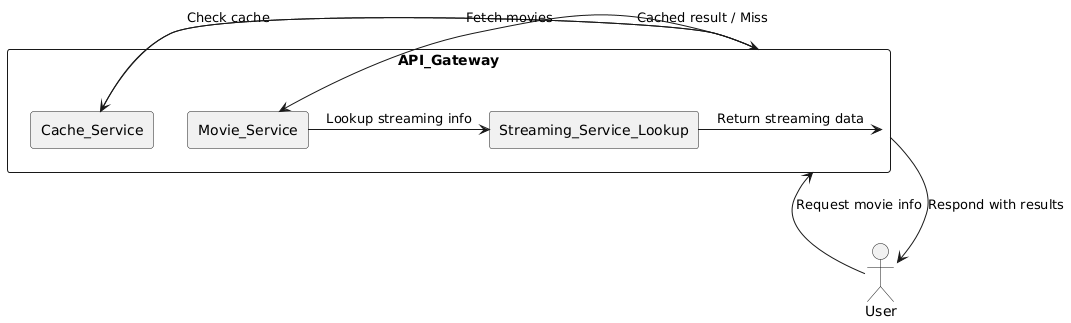 Check cache
Fetch movies
Cached result / Miss
API_Gateway
Cache_Service
Movie_Service
Lookup streaming info
Streaming_Service_Lookup
Return streaming data
Request movie info
Respond with results
User